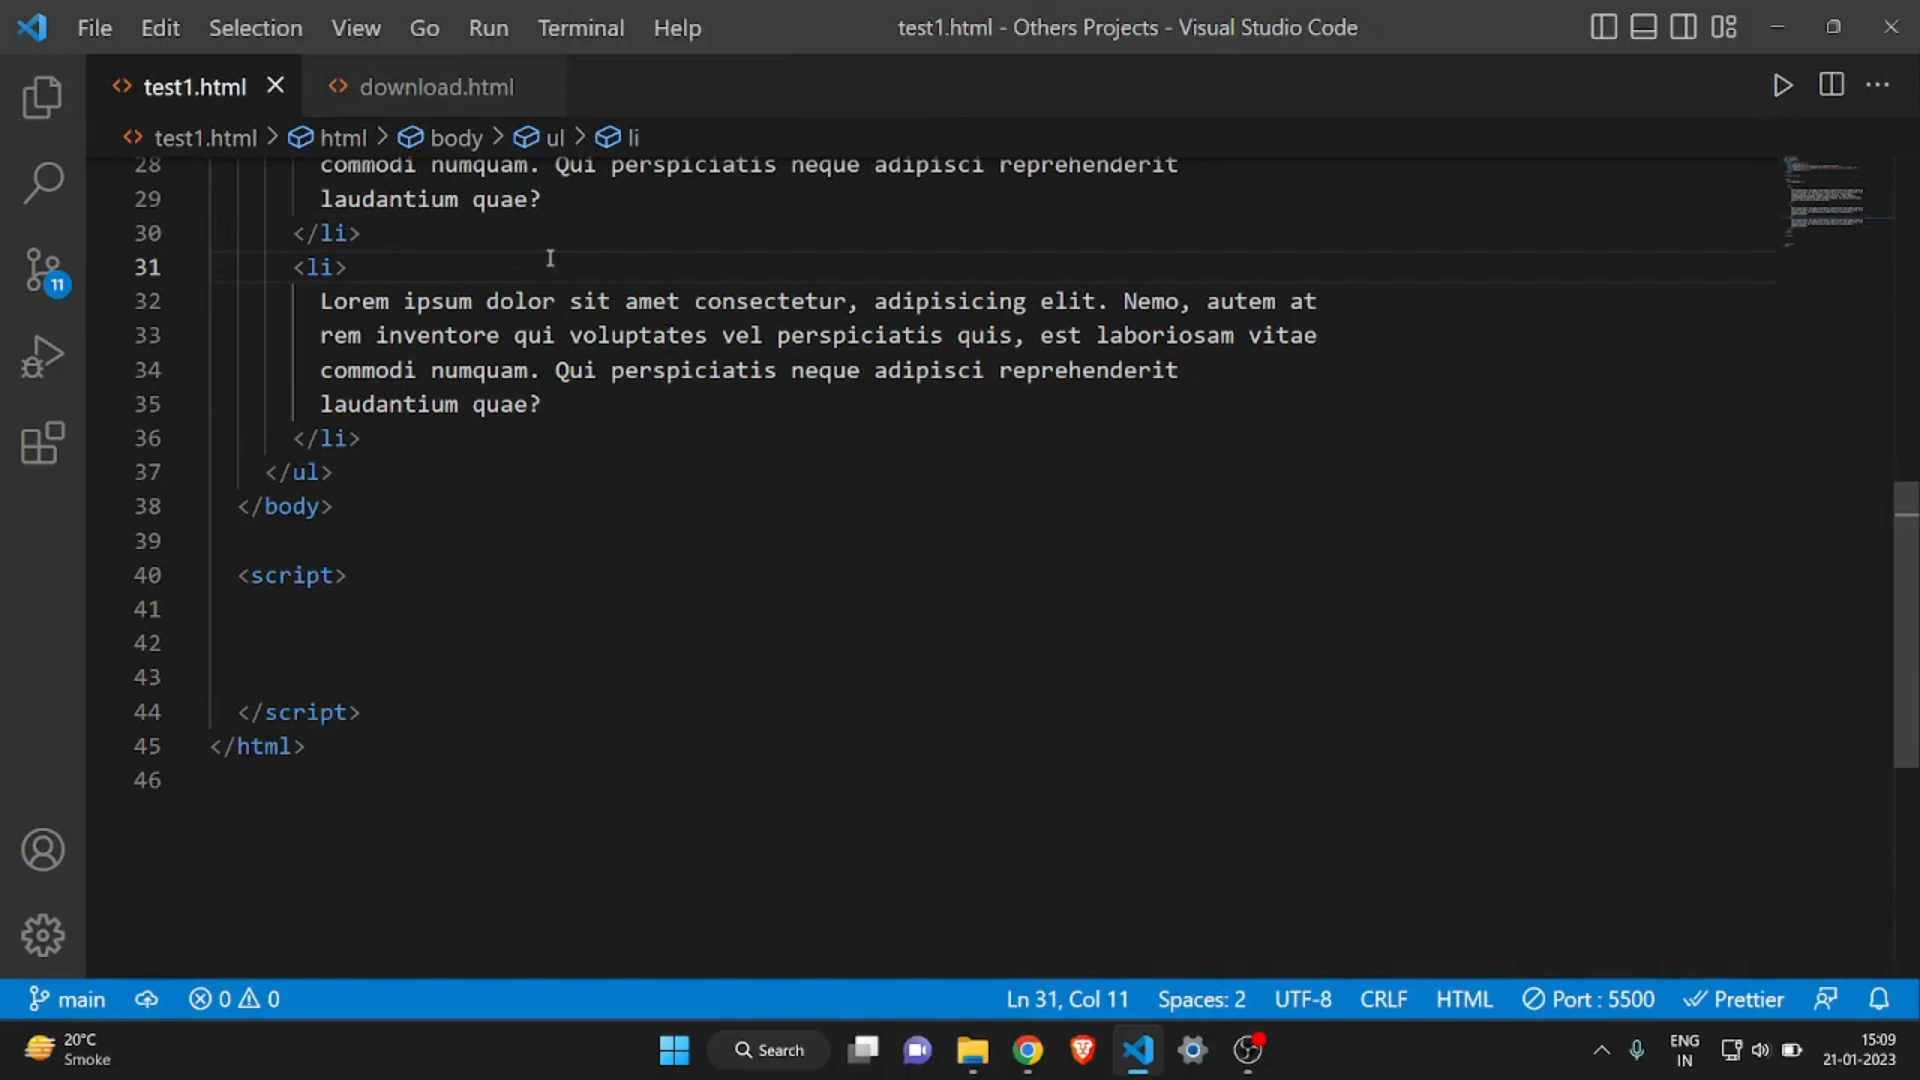 File Edit Selection View Go Run Terminal Help test1.html - Others Projects - Visual Studio Code
test1.html download.html
test1.html > html > body > ul > li
28 commodi numquam. Qui perspiciatis neque adipisci reprehenderit
29 laudantium quae?
30 </li>
31 <li>
32 Lorem ipsum dolor sit amet consectetur, adipisicing elit. Nemo, autem at
33 rem inventore qui voluptates vel perspiciatis quis, est laboriosam vitae
34 commodi numquam. Qui perspiciatis neque adipisci reprehenderit
35 laudantium quae?
36 </li>
37 </ul>
38 </body>
39
40 <script>
41
42
43
44 </script>
45 </html>
46
11
main 0 0 Ln 31, Col 11 Spaces: 2 UTF-8 CRLF HTML Port : 5500 Prettier
20°C
Smoke
Search
ENG
IN
15:09
21-01-2023